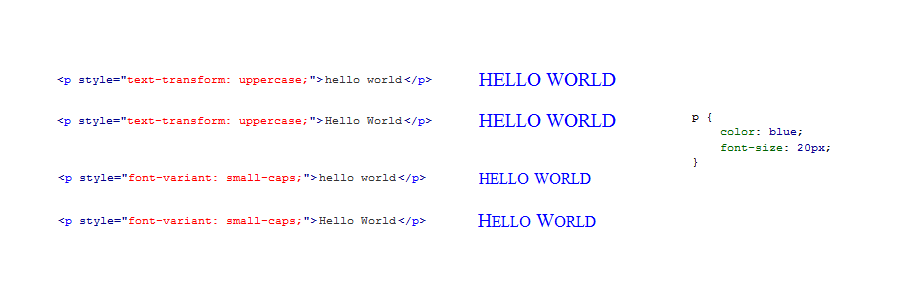 <p style="text-transform: uppercase;">hello world</p> HELLO WORLD
<p style="text-transform: uppercase;">Hello World</p> HELLO WORLD
<p style="font-variant: small-caps;">hello world</p> HELLO WORLD
<p style="font-variant: small-caps;">Hello World</p> HELLO WORLD
p {
color: blue;
font-size: 20px;
}